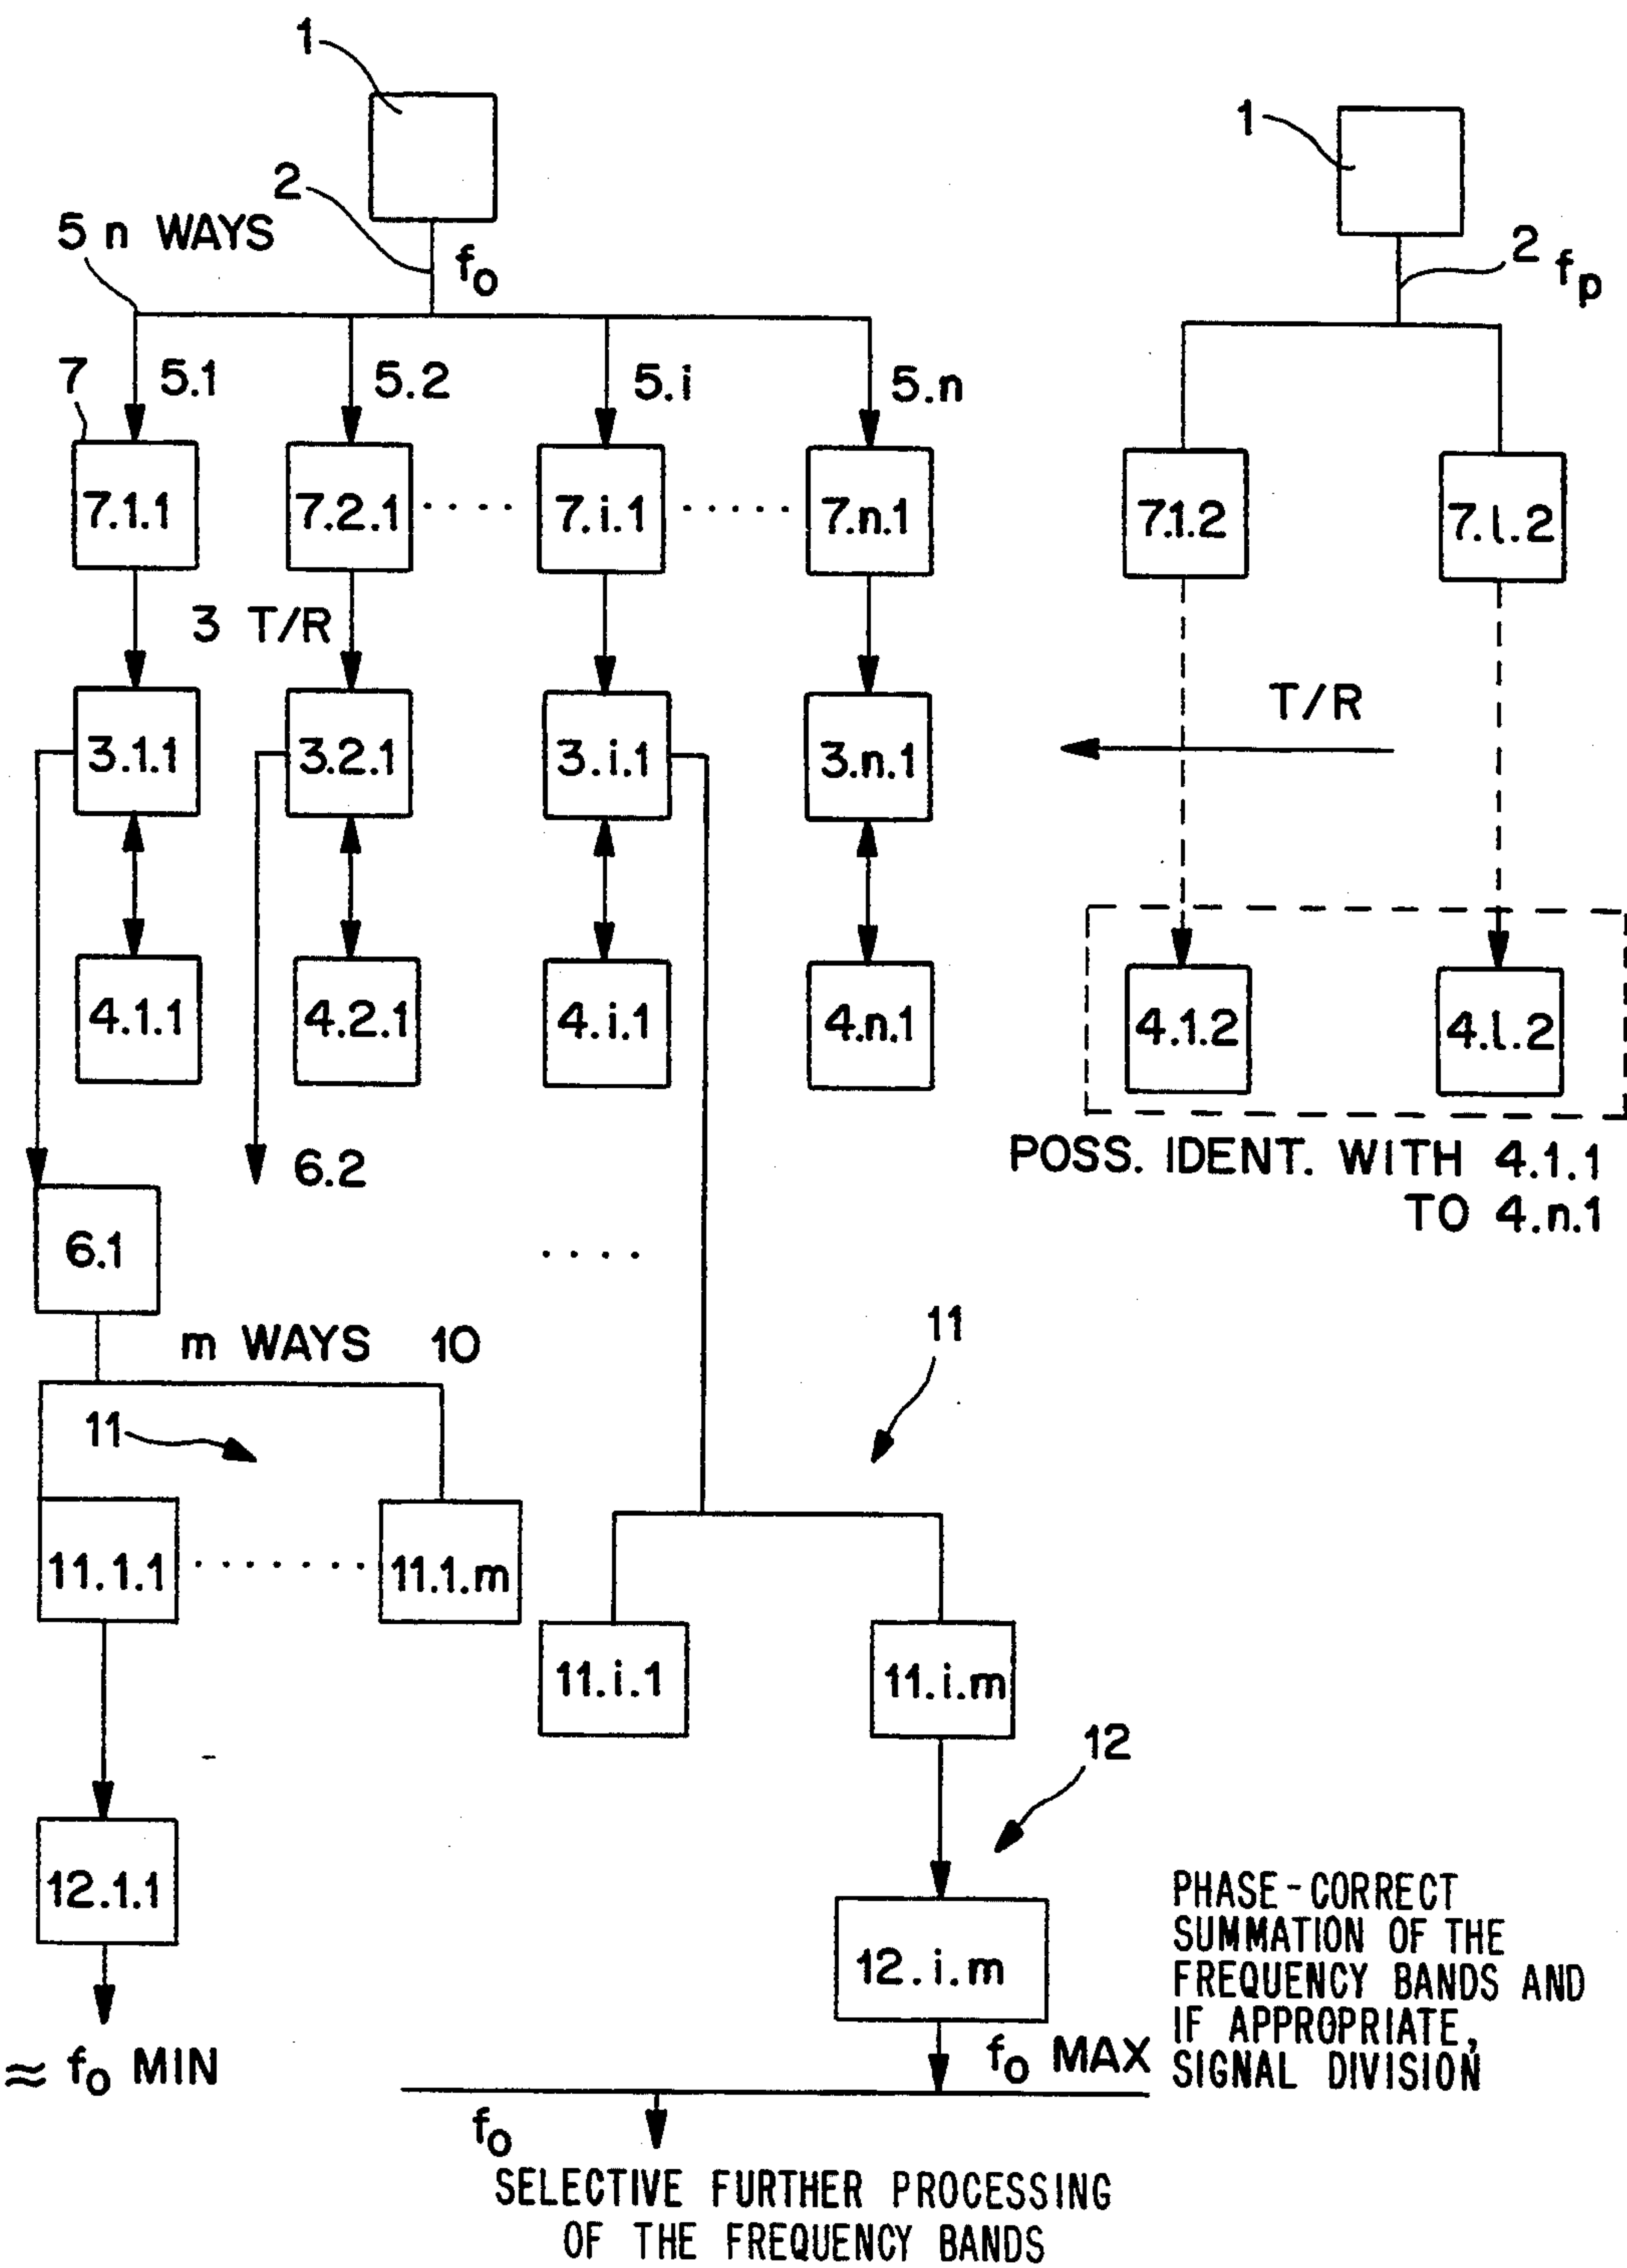 1
1
2
5 n WAYS
f₀
2 fₚ
7
5.1
5.2
5.i
5.n
7.1.1
7.2.1
....
7.i.1
.....
7.n.1
7.1.2
7.l.2
3 T/R
T/R
3.1.1
3.2.1
3.i.1
3.n.1
4.1.1
4.2.1
4.i.1
4.n.1
4.1.2
4.l.2
6.2
POSS. IDENT. WITH 4.1.1
TO 4.n.1
6.1
....
m WAYS 10
11
11
11.1.1
.......
11.1.m
11.i.1
11.i.m
12
12.1.1
12.i.m
PHASE-CORRECT
SUMMATION OF THE
FREQUENCY BANDS AND
IF APPROPRIATE,
SIGNAL DIVISION
≈ f₀ MIN
f₀ MAX
f₀
SELECTIVE FURTHER PROCESSING
OF THE FREQUENCY BANDS